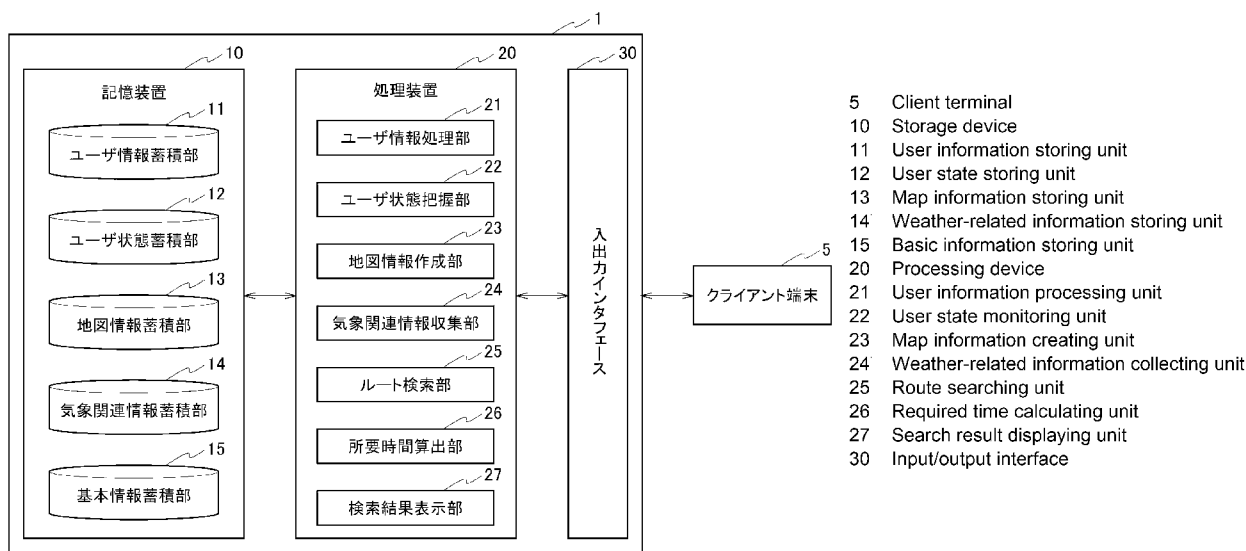 1
10
記憶装置
11
ユーザ情報蓄積部
12
ユーザ状態蓄積部
13
地図情報蓄積部
14
気象関連情報蓄積部
15
基本情報蓄積部
20
処理装置
21
ユーザ情報処理部
22
ユーザ状態把握部
23
地図情報作成部
24
気象関連情報収集部
25
ルート検索部
26
所要時間算出部
27
検索結果表示部
30
入出力インタフェース
5
クライアント端末
5 Client terminal
10 Storage device
11 User information storing unit
12 User state storing unit
13 Map information storing unit
14 Weather-related information storing unit
15 Basic information storing unit
20 Processing device
21 User information processing unit
22 User state monitoring unit
23 Map information creating unit
24 Weather-related information collecting unit
25 Route searching unit
26 Required time calculating unit
27 Search result displaying unit
30 Input/output interface